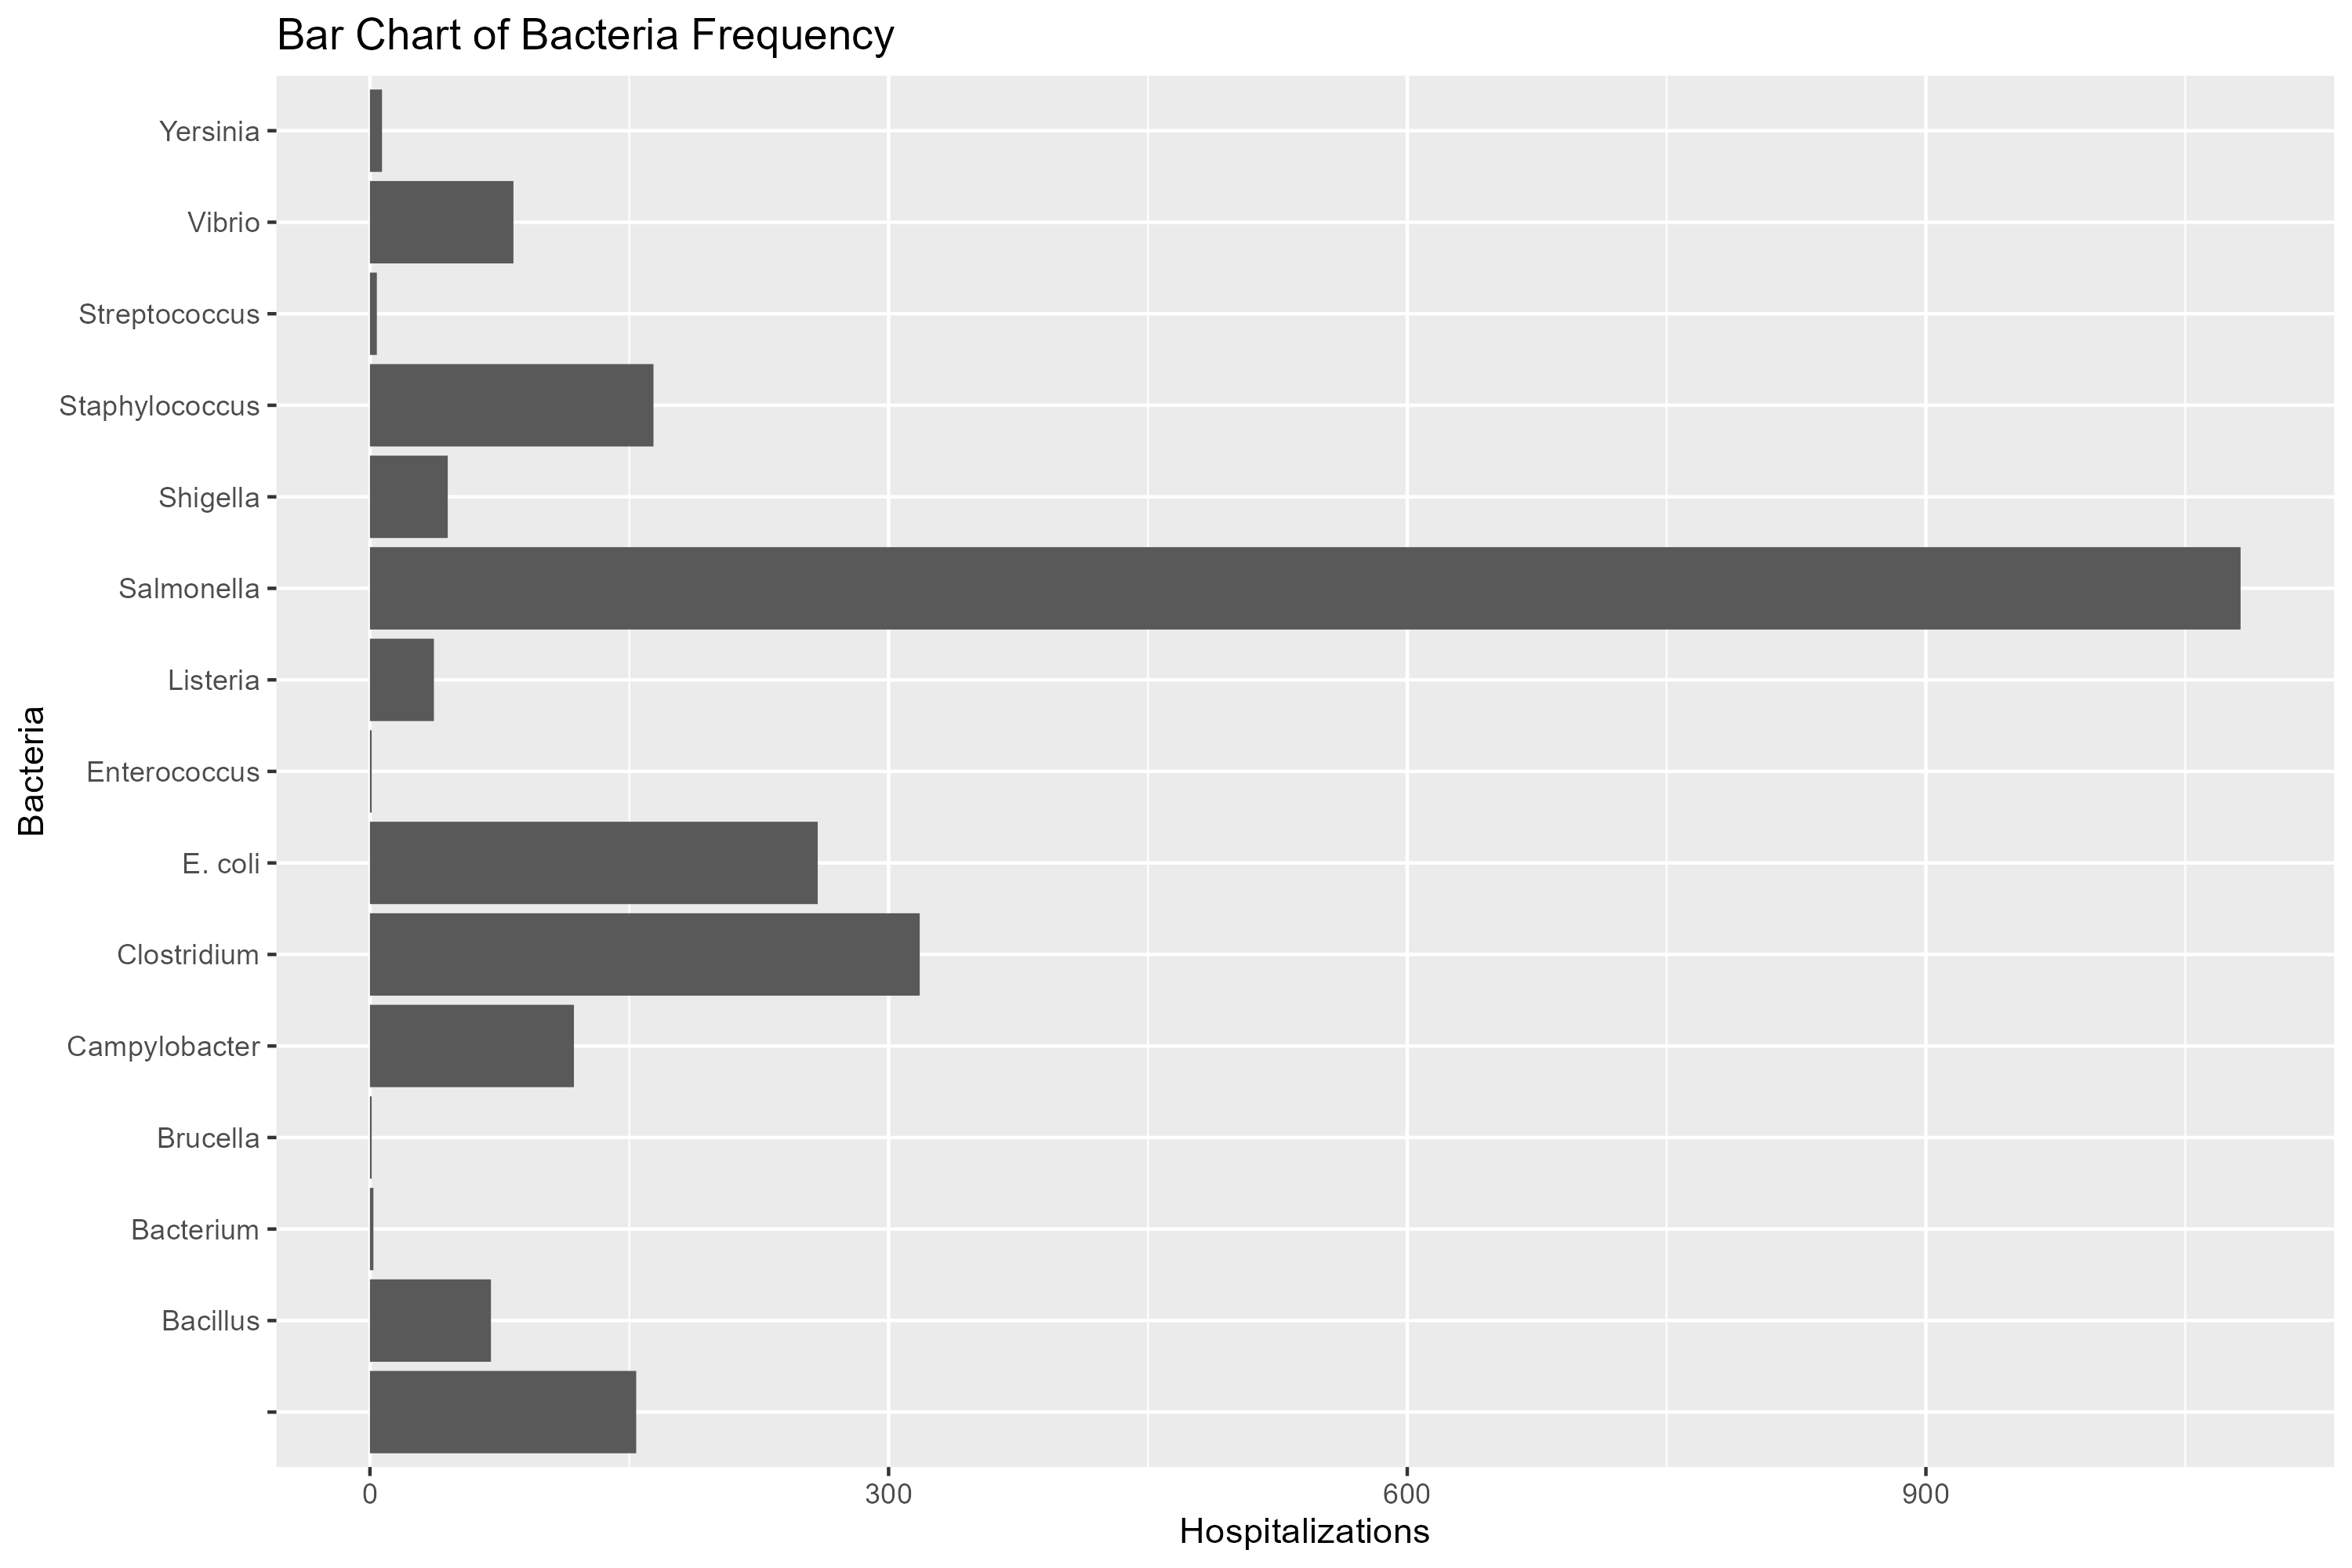 Bar Chart of Bacteria Frequency
Yersinia
Vibrio
Streptococcus
Staphylococcus
Shigella
Salmonella
Listeria
Enterococcus
E. coli
Clostridium
Campylobacter
Brucella
Bacterium
Bacillus
Bacteria
0 300 600 900
Hospitalizations